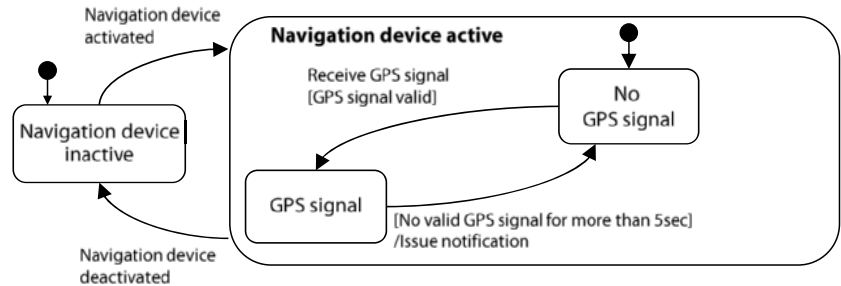 Navigation device
activated
Navigation device active
Receive GPS signal
[GPS signal valid]
No
GPS signal
Navigation device
inactive
GPS signal
[No valid GPS signal for more than 5sec]
/Issue notification
Navigation device
deactivated